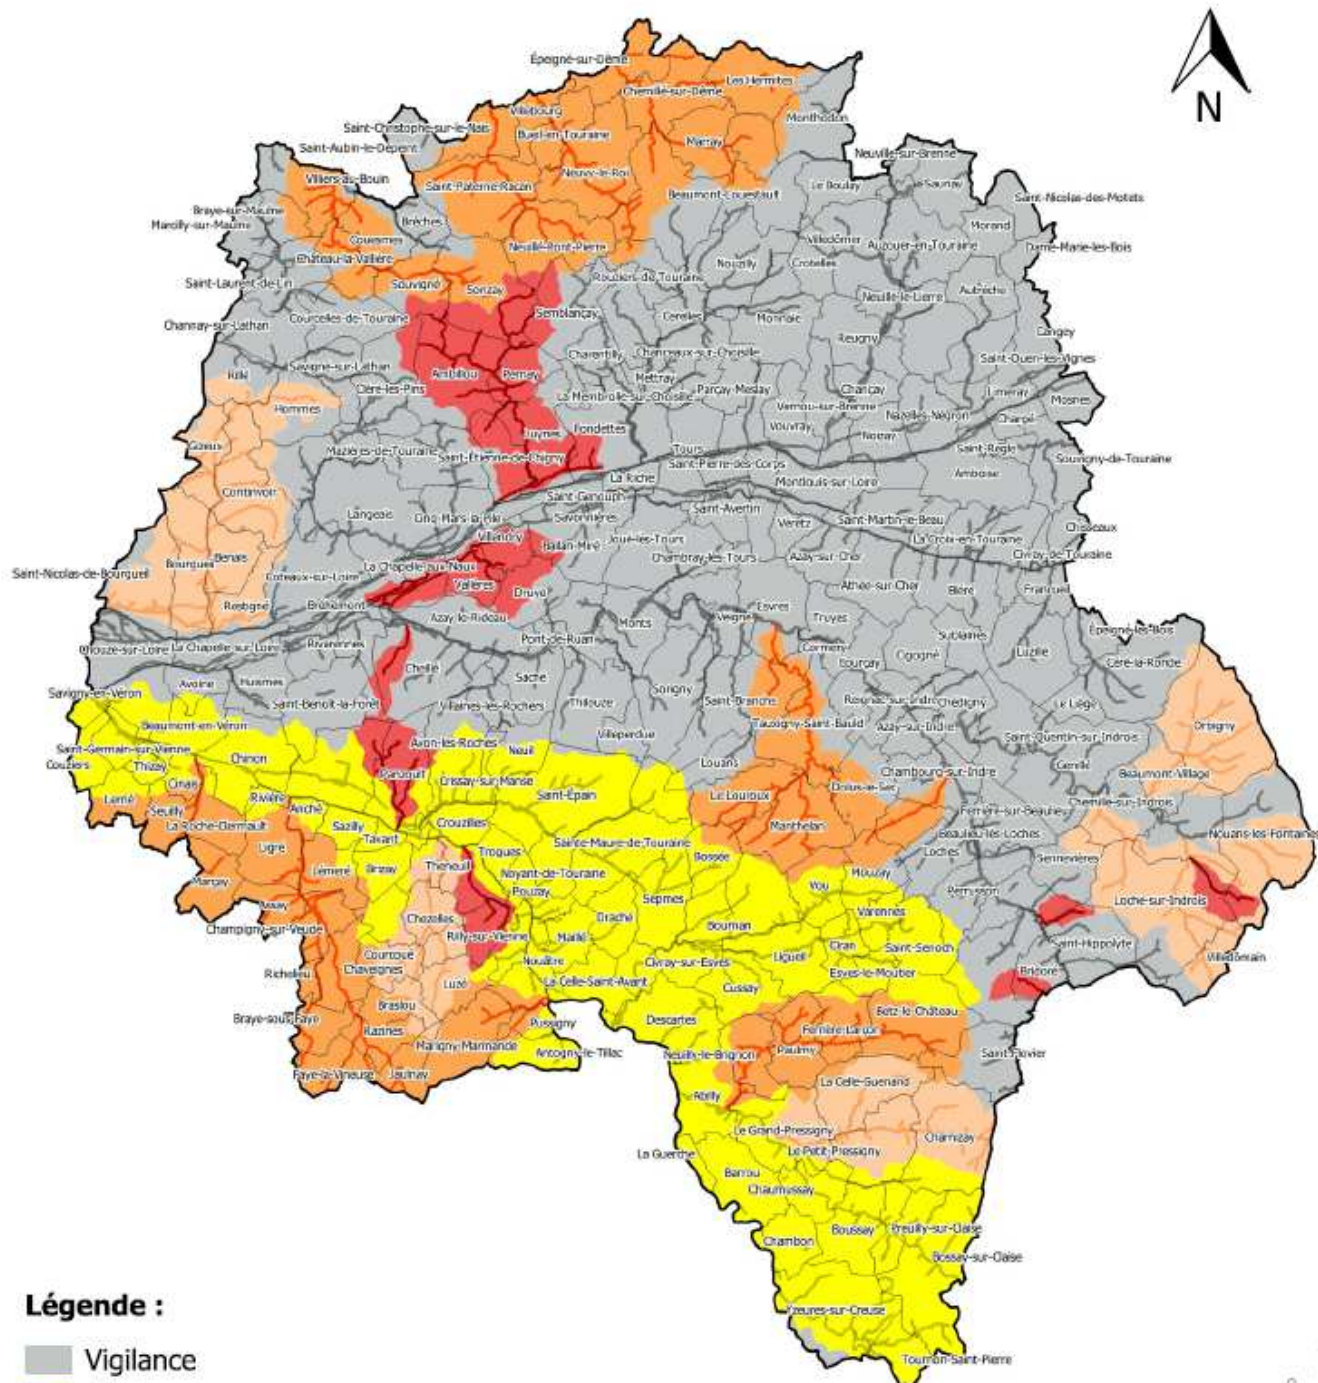 N
Épeigné-sur-Dême
Les Hermites
Chemillé-sur-Dême
Villebourg
Monthodon
Saint-Christophe-sur-le-Nais
Bueil-en-Touraine
Marray
Saint-Aubin-le-Dépeint
Neuville-sur-Brenne
Neuvy-le-Roi
Villiers-au-Bouin
Saint-Paterne-Racan
Le Boulay
Saunay
Beaumont-Louestault
Saint-Nicolas-des-Motets
Braye-sur-Maulne
Brèches
Marcilly-sur-Maulne
Morand
Couesmes
Villedômer
Auzouer-en-Touraine
Dame-Marie-les-Bois
Neuillé-Pont-Pierre
Château-la-Vallière
Nouzilly
Crotelles
Rouziers-de-Touraine
Saint-Laurent-de-Lin
Souvigné
Sonzay
Autrèche
Neuillé-le-Lierre
Semblançay
Courcelles-de-Touraine
Cerelles
Monnaie
Channay-sur-Lathan
Cangey
Reugny
Charentilly
Chanceaux-sur-Choisille
Saint-Ouen-les-Vignes
Savigné-sur-Lathan
Rillé
Ambillou
Pernay
Mettray
Cléré-les-Pins
Parçay-Meslay
Chançay
Limeray
La Membrolle-sur-Choisille
Mosnes
Hommes
Vernou-sur-Brenne
Nazelles-Négron
Chargé
Luynes
Fondettes
Vouvray
Noizay
Gizeux
Mazières-de-Touraine
Tours
Saint-Règle
Saint-Étienne-de-Chigny
Saint-Pierre-des-Corps
Souvigny-de-Touraine
Amboise
La Riche
Montlouis-sur-Loire
Continvoir
Saint-Genouph
Langeais
Cinq-Mars-la-Pile
Savonnières
Saint-Avertin
Véretz
Saint-Martin-le-Beau
Chisseaux
Villandry
Ballan-Miré
Joué-les-Tours
La Croix-en-Touraine
Benais
Chambray-les-Tours
Azay-sur-Cher
Civray-de-Touraine
Bourgueil
La Chapelle-aux-Naux
Saint-Nicolas-de-Bourgueil
Coteaux-sur-Loire
Vallères
Athée-sur-Cher
Druye
Bléré
Francueil
Restigné
Bréhémont
Esvres
Azay-le-Rideau
Veigné
Truyes
Monts
Épeigné-les-Bois
Pont-de-Ruan
Sublaines
Rivarennes
Chouzé-sur-Loire
La Chapelle-sur-Loire
Cormery
Luzillé
Courçay
Cigogné
Céré-la-Ronde
Cheillé
Saché
Avoine
Huismes
Sorigny
Savigny-en-Véron
Saint-Benoît-la-Forêt
Villaines-les-Rochers
Thilouze
Saint-Branchs
Reignac-sur-Indre
Chédigny
Le Liège
Beaumont-en-Véron
Tauxigny-Saint-Bauld
Azay-sur-Indre
Orbigny
Villeperdue
Saint-Quentin-sur-Indrois
Saint-Germain-sur-Vienne
Avon-les-Roches
Neuil
Chinon
Couziers
Thizay
Louans
Genillé
Panzoult
Chambourg-sur-Indre
Beaumont-Village
Crissay-sur-Manse
Cinais
Dolus-le-Sec
Saint-Épain
Lerné
Rivière
Le Louroux
Chemillé-sur-Indrois
Seuilly
Anché
Ferrière-sur-Beaulieu
La Roche-Clermault
Sazilly
Crouzilles
Manthelan
Beaulieu-lès-Loches
Nouans-les-Fontaines
Tavant
Sainte-Maure-de-Touraine
Ligré
Loches
Trogues
Bossée
Sennevières
Theneuil
Lémeré
Brizay
Noyant-de-Touraine
Mouzay
Marçay
Vou
Perrusson
Pouzay
Sepmes
Loché-sur-Indrois
Assay
Chezelles
Draché
Varennes
Bournan
Champigny-sur-Veude
Rilly-sur-Vienne
Maillé
Ciran
Saint-Senoch
Saint-Hippolyte
Courcoué
Nouâtre
Civray-sur-Esves
Ligueil
Villedômain
Chaveignes
Esves-le-Moutier
Bridoré
Richelieu
Luzé
La Celle-Saint-Avant
Cussay
Braslou
Betz-le-Château
Braye-sous-Faye
Descartes
Pussigny
Razines
Ferrière-Larçon
Marigny-Marmande
Antogny-le-Tillac
Neuilly-le-Brignon
Paulmy
Saint-Flovier
Faye-la-Vineuse
Jaulnay
La Celle-Guenand
Abilly
Le Grand-Pressigny
Charnizay
La Guerche
Le Petit-Pressigny
Barrou
Chaumussay
Boussay
Preuilly-sur-Claise
Chambon
Bossay-sur-Claise
Légende :
Yzeures-sur-Creuse
Vigilance
Tournon-Saint-Pierre